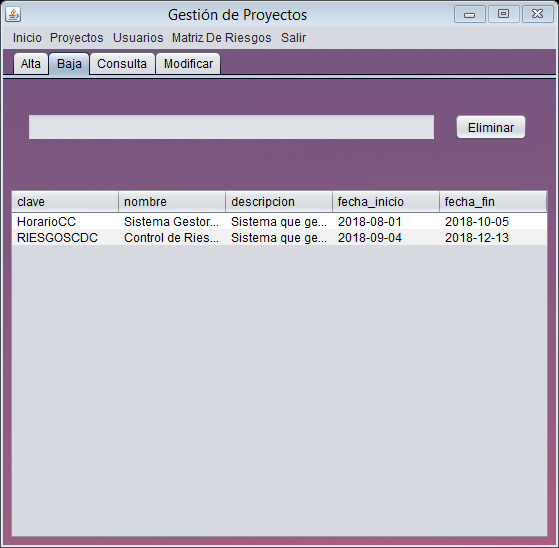 Gestión de Proyectos
Inicio Proyectos Usuarios Matriz De Riesgos Salir
Alta Baja Consulta Modificar
Eliminar
clave nombre descripcion fecha_inicio fecha_fin
HorarioCC Sistema Gestor... Sistema que ge... 2018-08-01 2018-10-05
RIESGOSCDC Control de Ries... Sistema que ge... 2018-09-04 2018-12-13